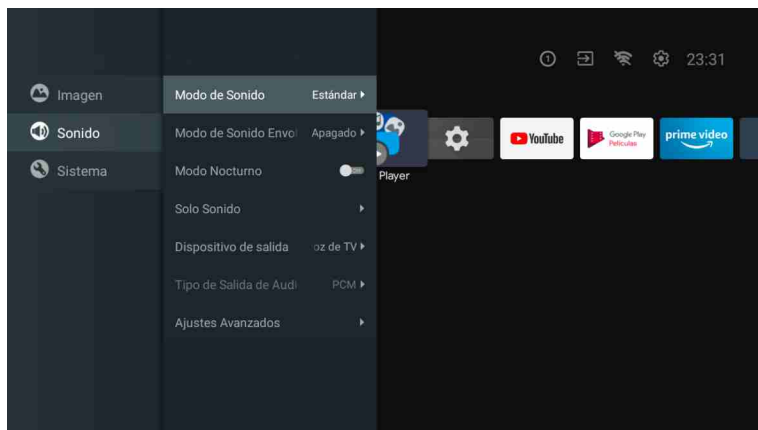 23:31
Imagen
Sonido
Sistema
Modo de Sonido Estándar
Modo de Sonido Envol Apagado
Modo Nocturno
Solo Sonido
Dispositivo de salida oz de TV
Tipo de Salida de Audi PCM
Ajustes Avanzados
Player
YouTube
Google Play
Películas
prime video